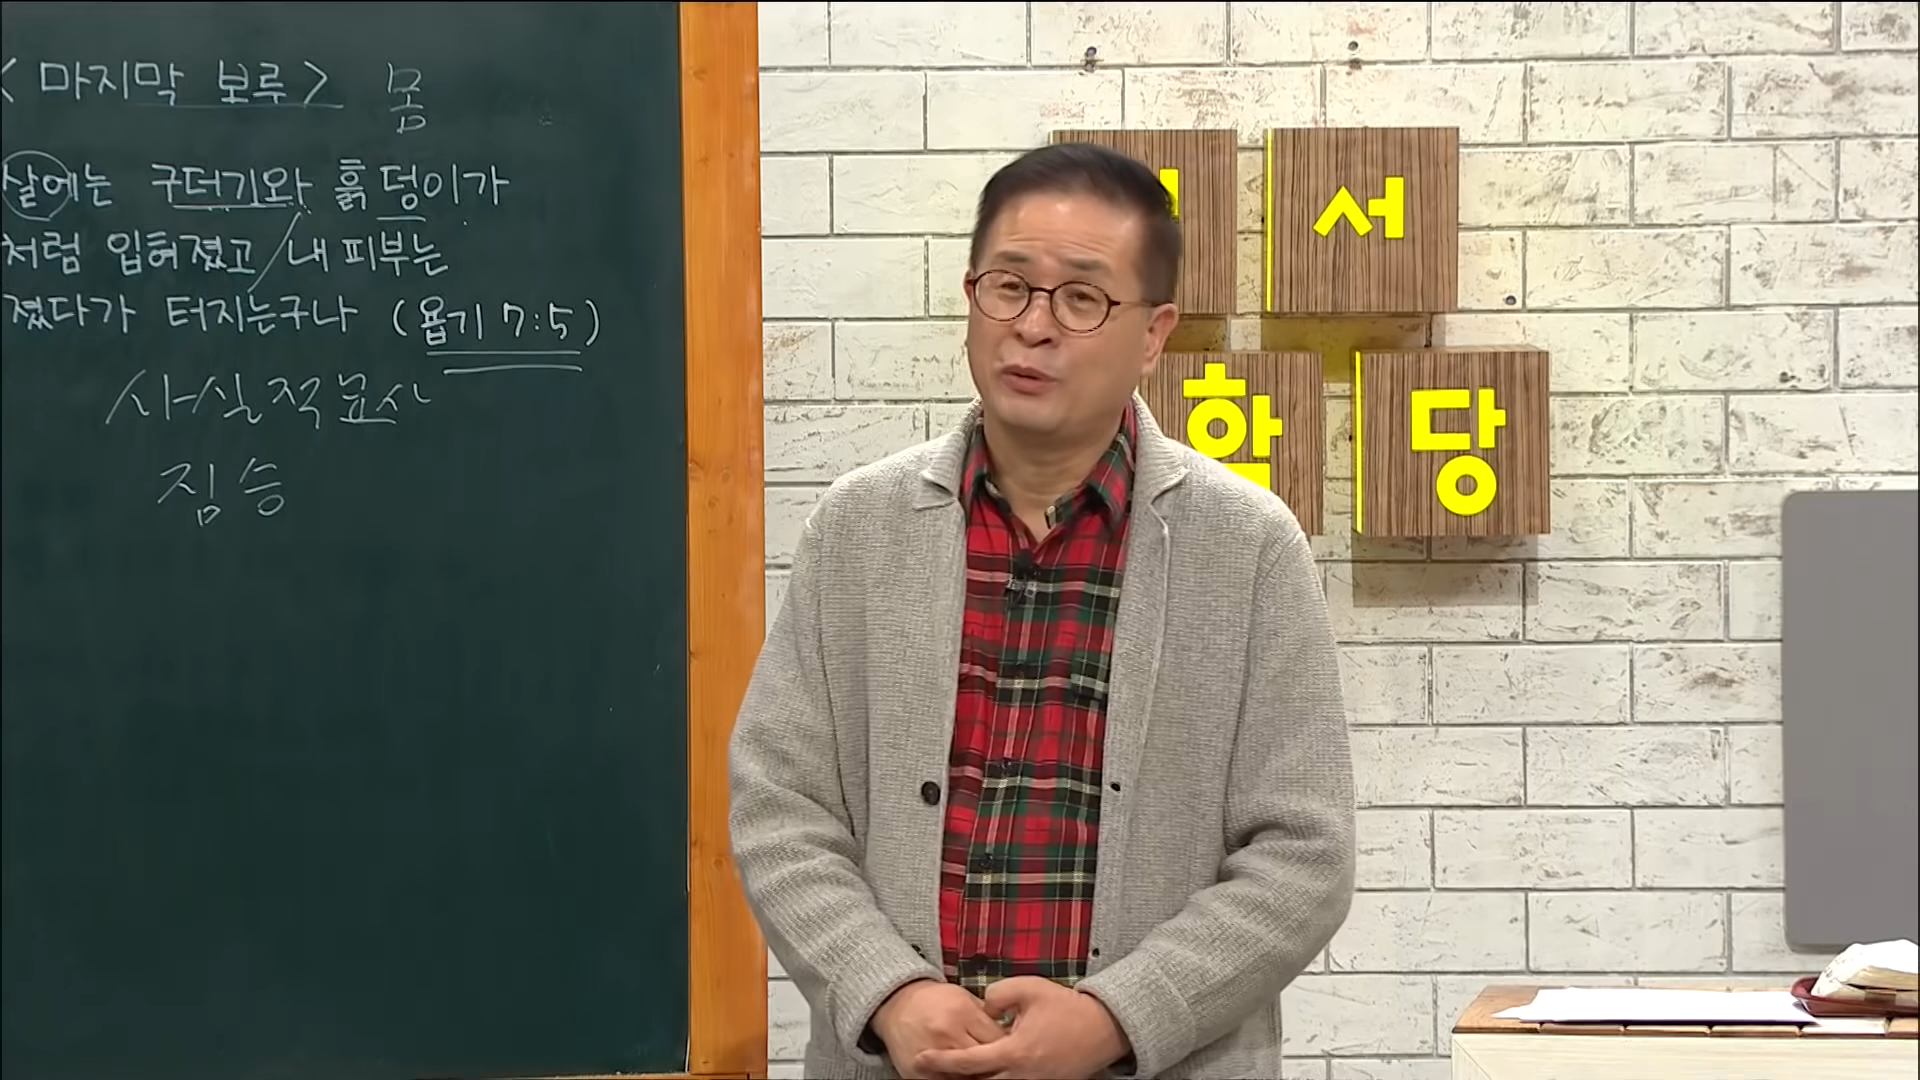 < 마지막 보루 > 몸
살에는 구더기와 흙 덩이가
처럼 입혀졌고 내 피부는
졌다가 터지는구나 (욥기 7:5)
사실적 묘사
짐승
서
학당